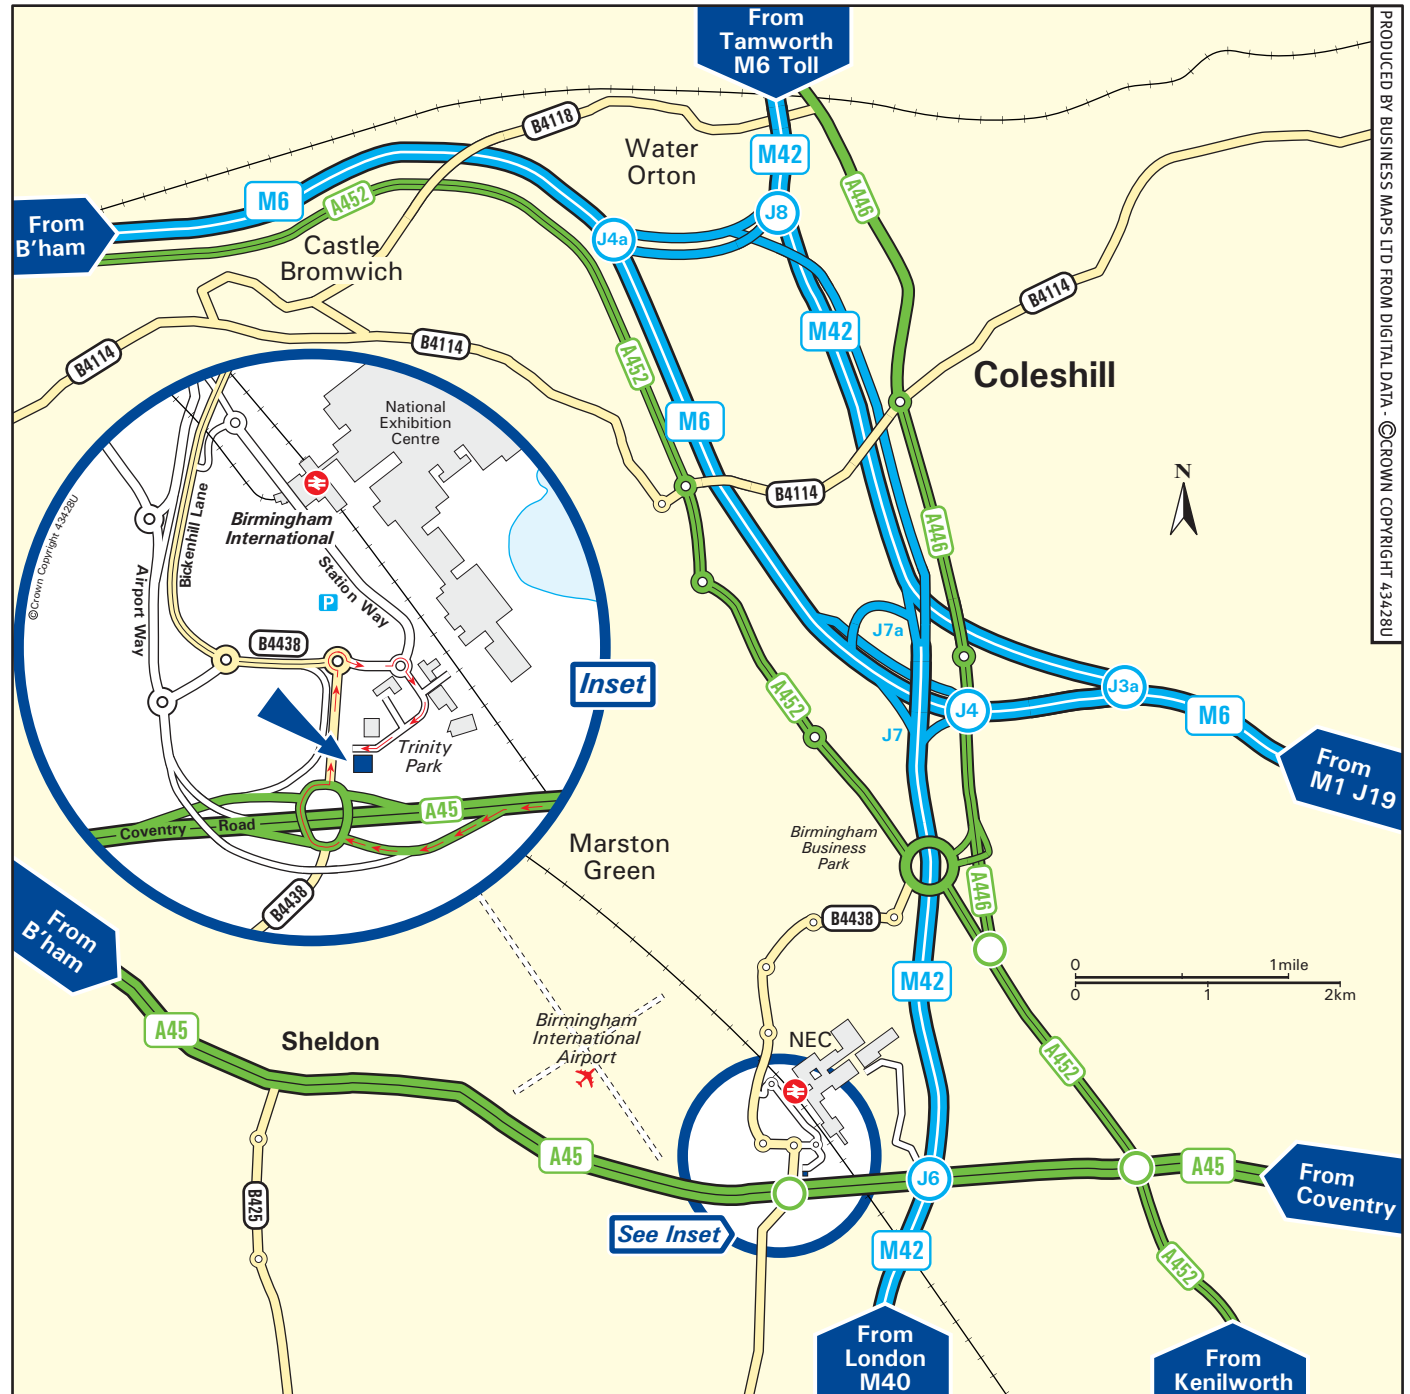 From
Tamworth
M6 Toll
PRODUCED BY BUSINESS MAPS LTD FROM DIGITAL DATA - ©CROWN COPYRIGHT 43428U
B4118
Water
Orton
M42
M6
A452
A446
From
B'ham
J8
J4a
Castle
Bromwich
B4114
M42
B4114
B4114
A452
Coleshill
M6
National
Exhibition
Centre
B4114
N
©Crown Copyright 43428U
Bickenhill Lane
Birmingham
International
A446
Airport Way
Station Way
P
J7a
B4438
Inset
A452
J3a
J4
M6
J7
Trinity
Park
From
M1 J19
A45
Coventry Road
Marston
Green
Birmingham
Business
Park
A446
B4438
B4438
From
B'ham
M42
0 1mile
0 1 2km
A45
Sheldon
Birmingham
International
Airport
NEC
A452
A45
J6
A45
From
Coventry
B425
See Inset
M42
A452
From
London
M40
From
Kenilworth